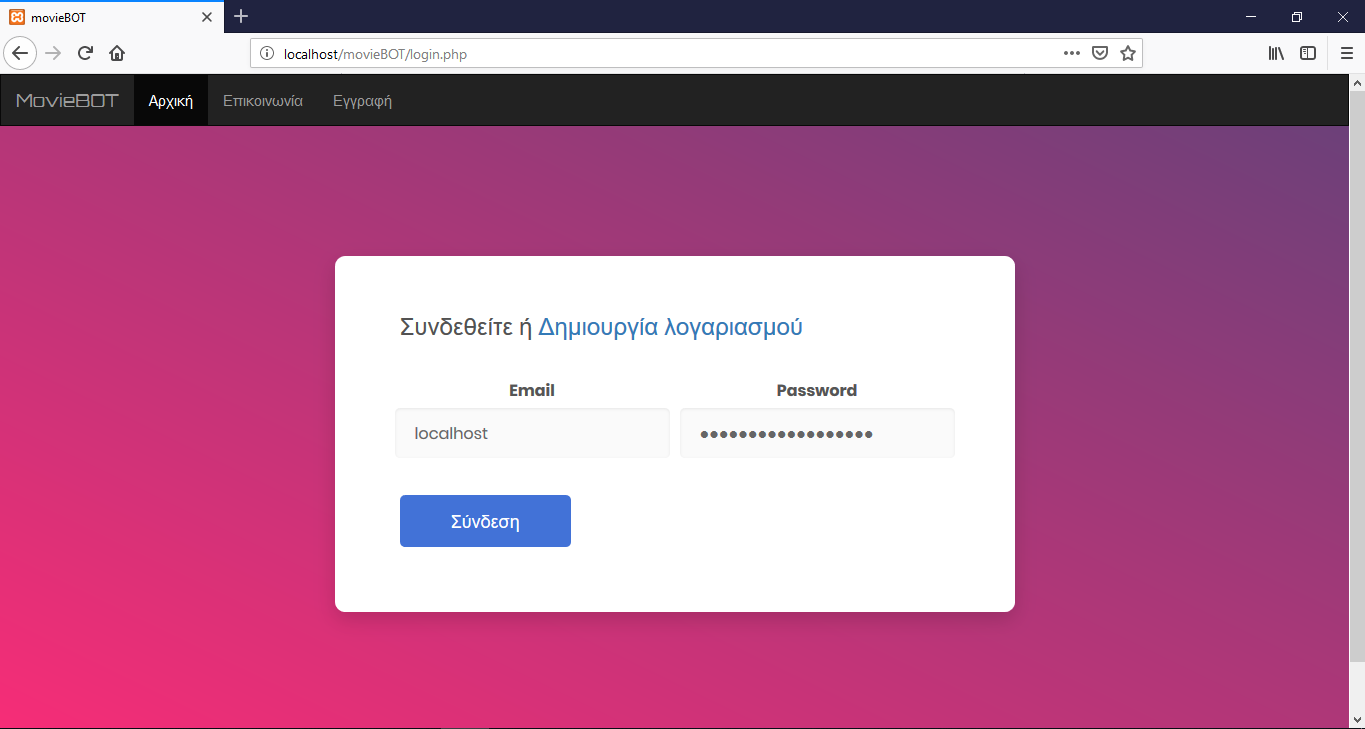 movieBOT
localhost/movieBOT/login.php
MovieBOT Αρχική Επικοινωνία Εγγραφή
Συνδεθείτε ή Δημιουργία λογαριασμού
Email Password
localhost ••••••••••••••••••
Σύνδεση